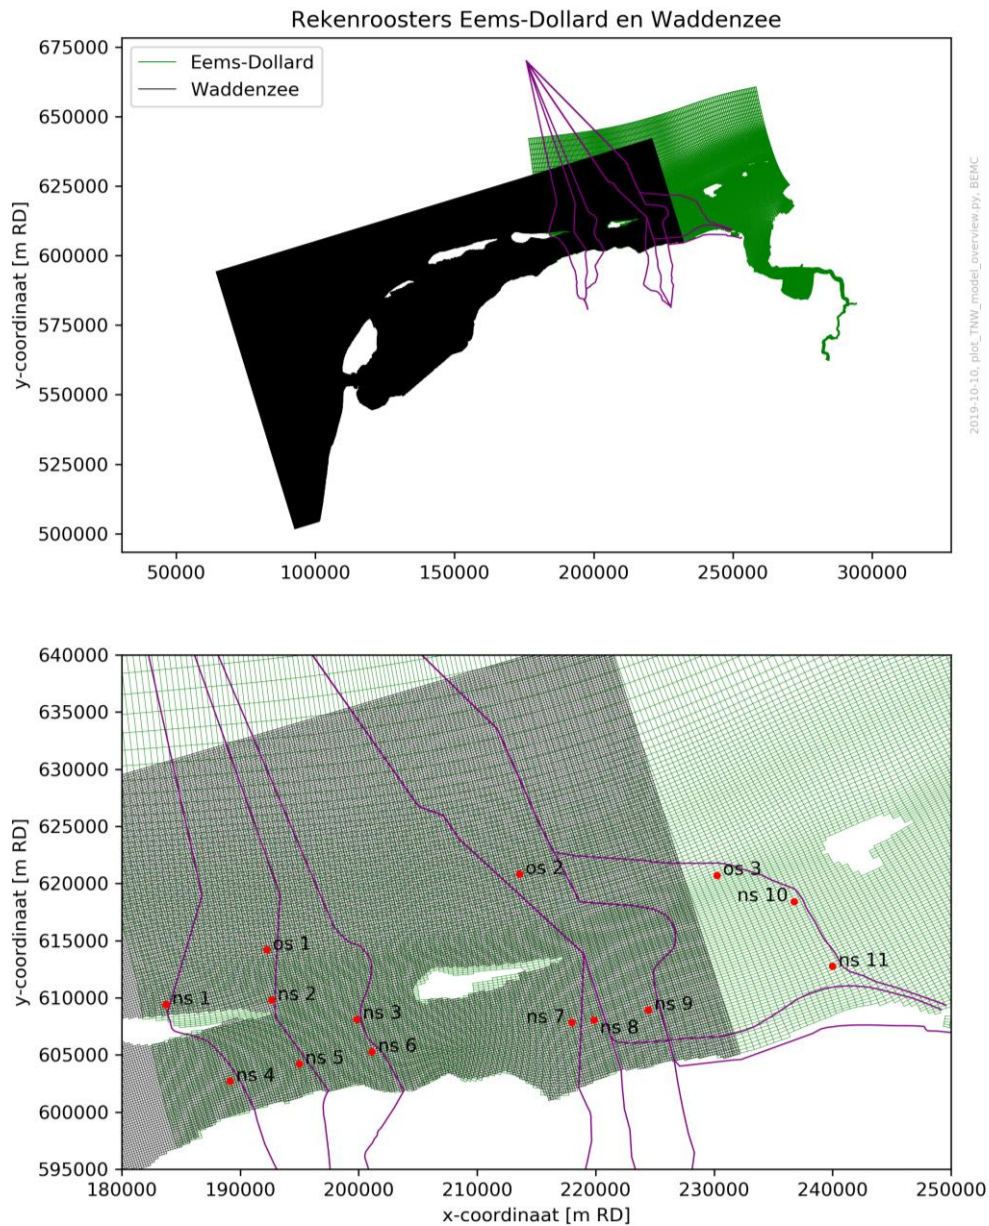 Rekenroosters Eems-Dollard en Waddenzee
Eems-Dollard
Waddenzee
y-coordinaat [m RD]
675000
650000
625000
600000
575000
550000
525000
500000
50000 100000 150000 200000 250000 300000
2019-10-10, plot_TNW_model_overview.py, BEMC
y-coordinaat [m RD]
640000
635000
630000
625000
620000
615000
610000
605000
600000
595000
os 2
os 3
ns 10
os 1
ns 11
ns 1
ns 2
ns 3
ns 7
ns 8
ns 9
ns 4
ns 5
ns 6
180000 190000 200000 210000 220000 230000 240000 250000
x-coordinaat [m RD]